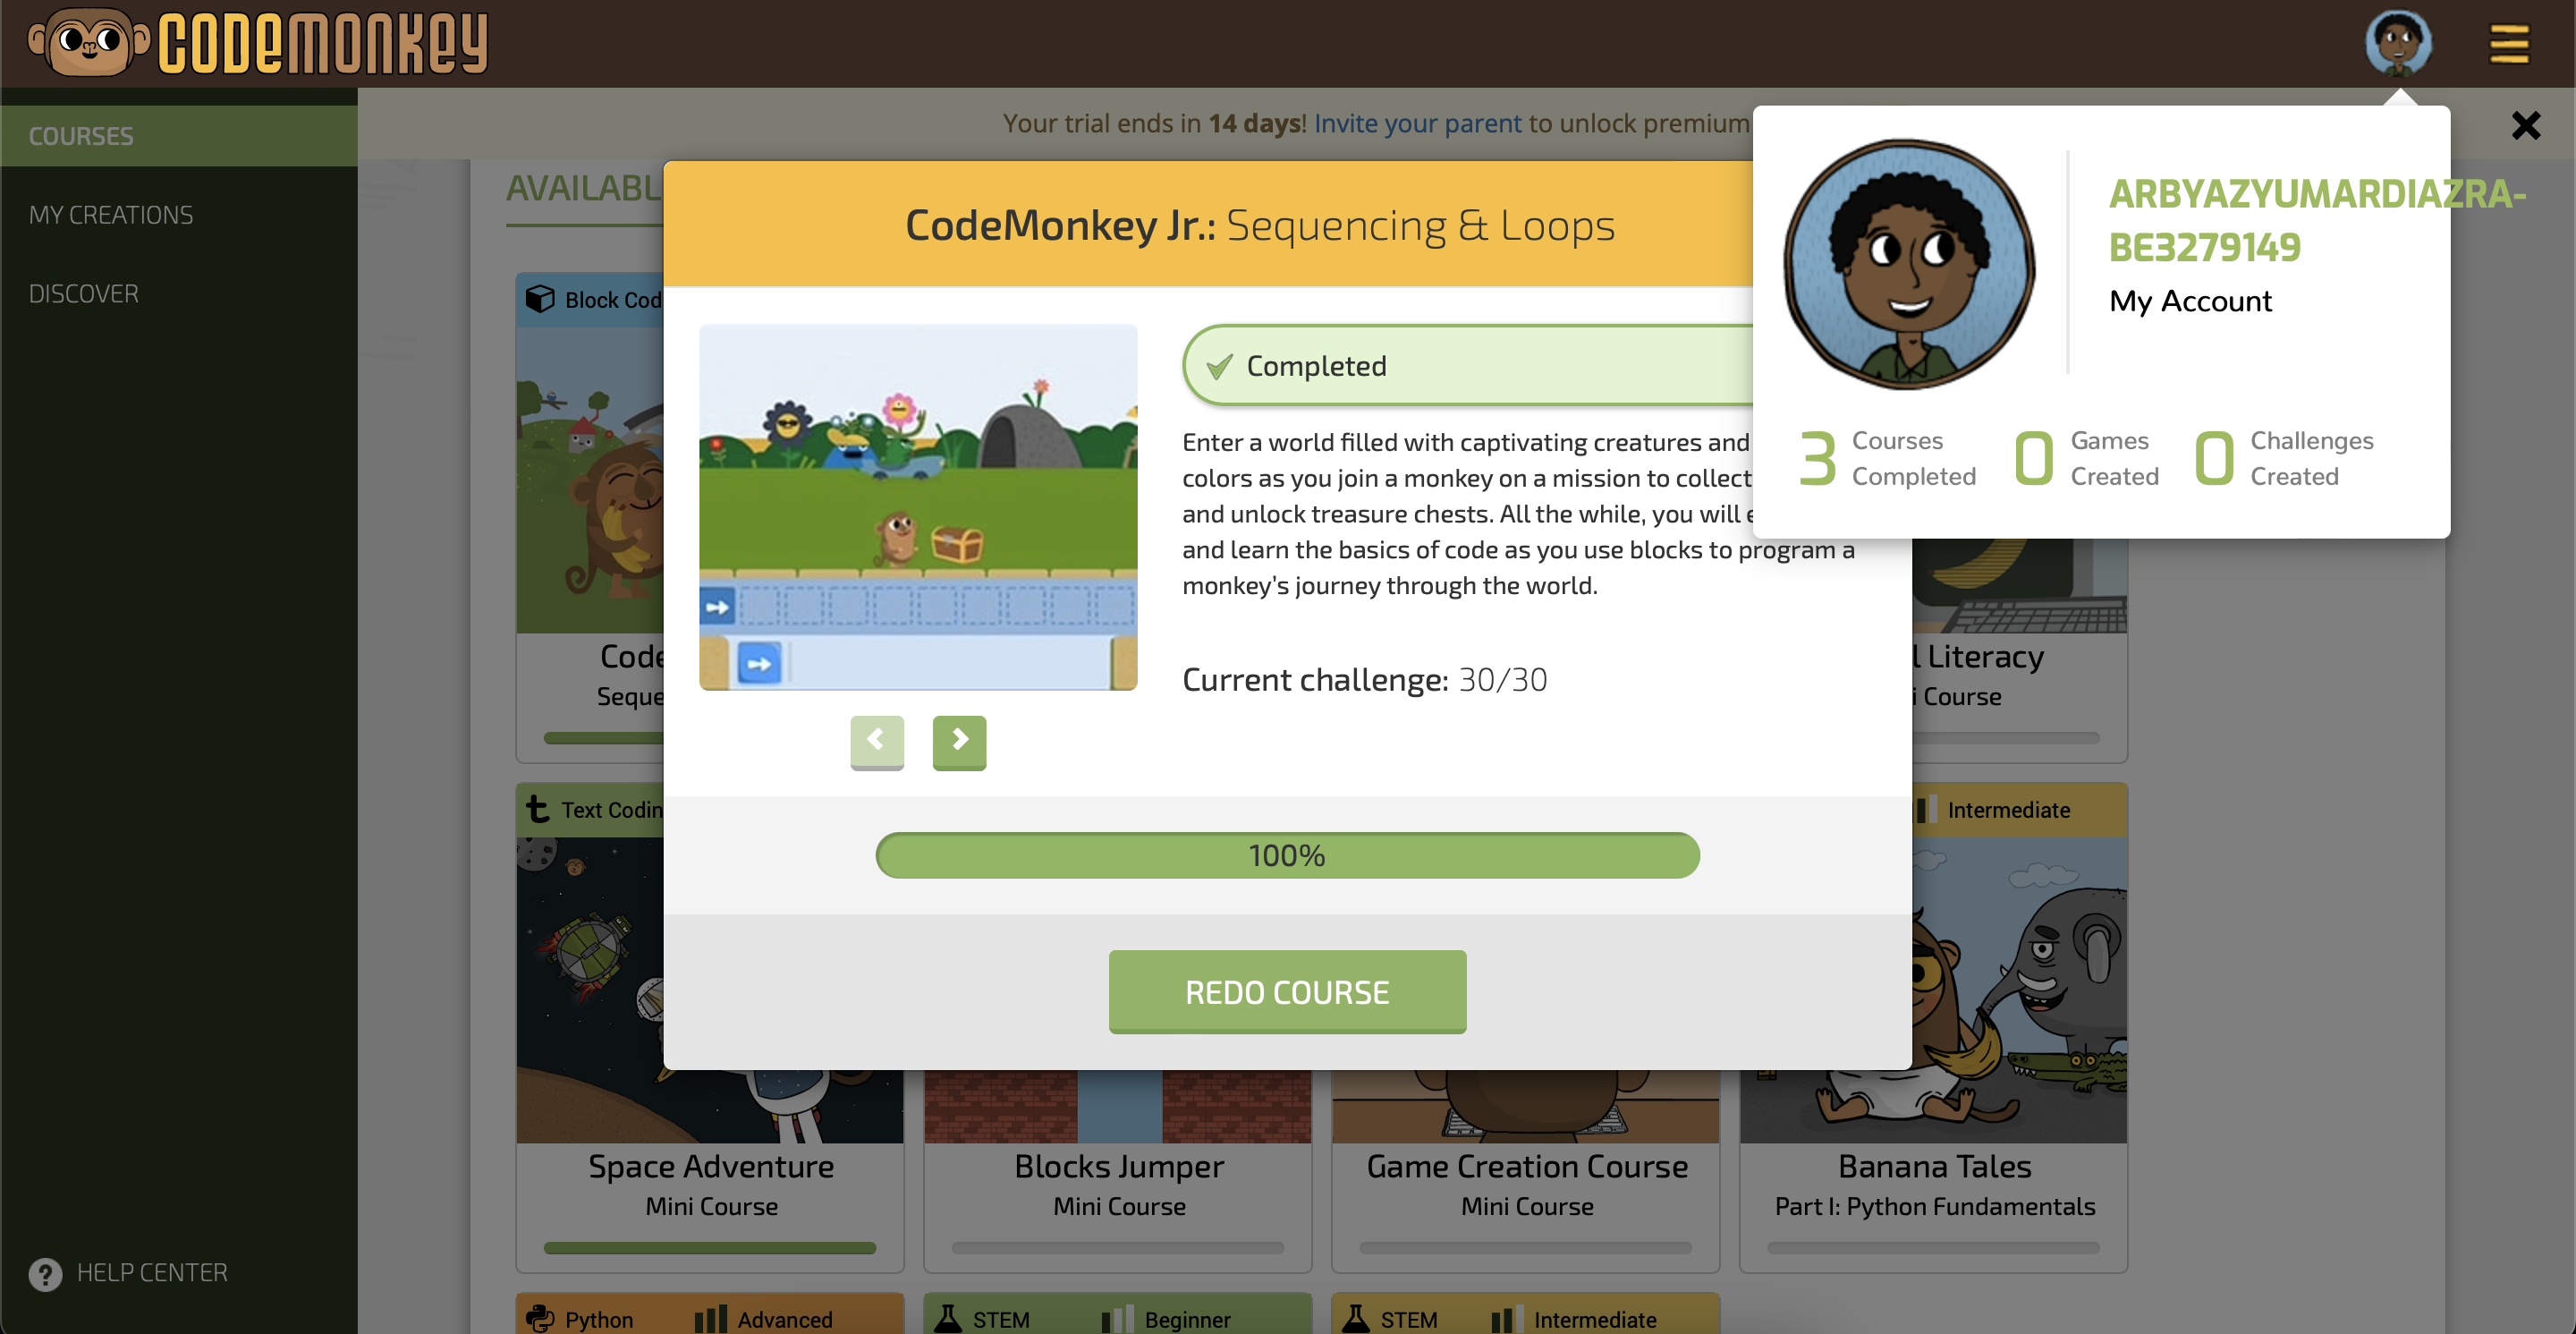 CODEMONKEY
COURSES
MY CREATIONS
DISCOVER
HELP CENTER
Your trial ends in 14 days! Invite your parent to unlock premium
ARBYAZYUMARDIAZRA-
BE3279149
My Account
3 Courses Completed
0 Games Created
0 Challenges Created
AVAILABL
CodeMonkey Jr.: Sequencing & Loops
Completed
Enter a world filled with captivating creatures and
colors as you join a monkey on a mission to collect
and unlock treasure chests. All the while, you will e
and learn the basics of code as you use blocks to program a
monkey's journey through the world.
Current challenge: 30/30
100%
REDO COURSE
Block Cod
Code
Seque
l Literacy
i Course
Text Codin
Intermediate
Space Adventure
Mini Course
Blocks Jumper
Mini Course
Game Creation Course
Mini Course
Banana Tales
Part I: Python Fundamentals
Python Advanced
STEM Beginner
STEM Intermediate